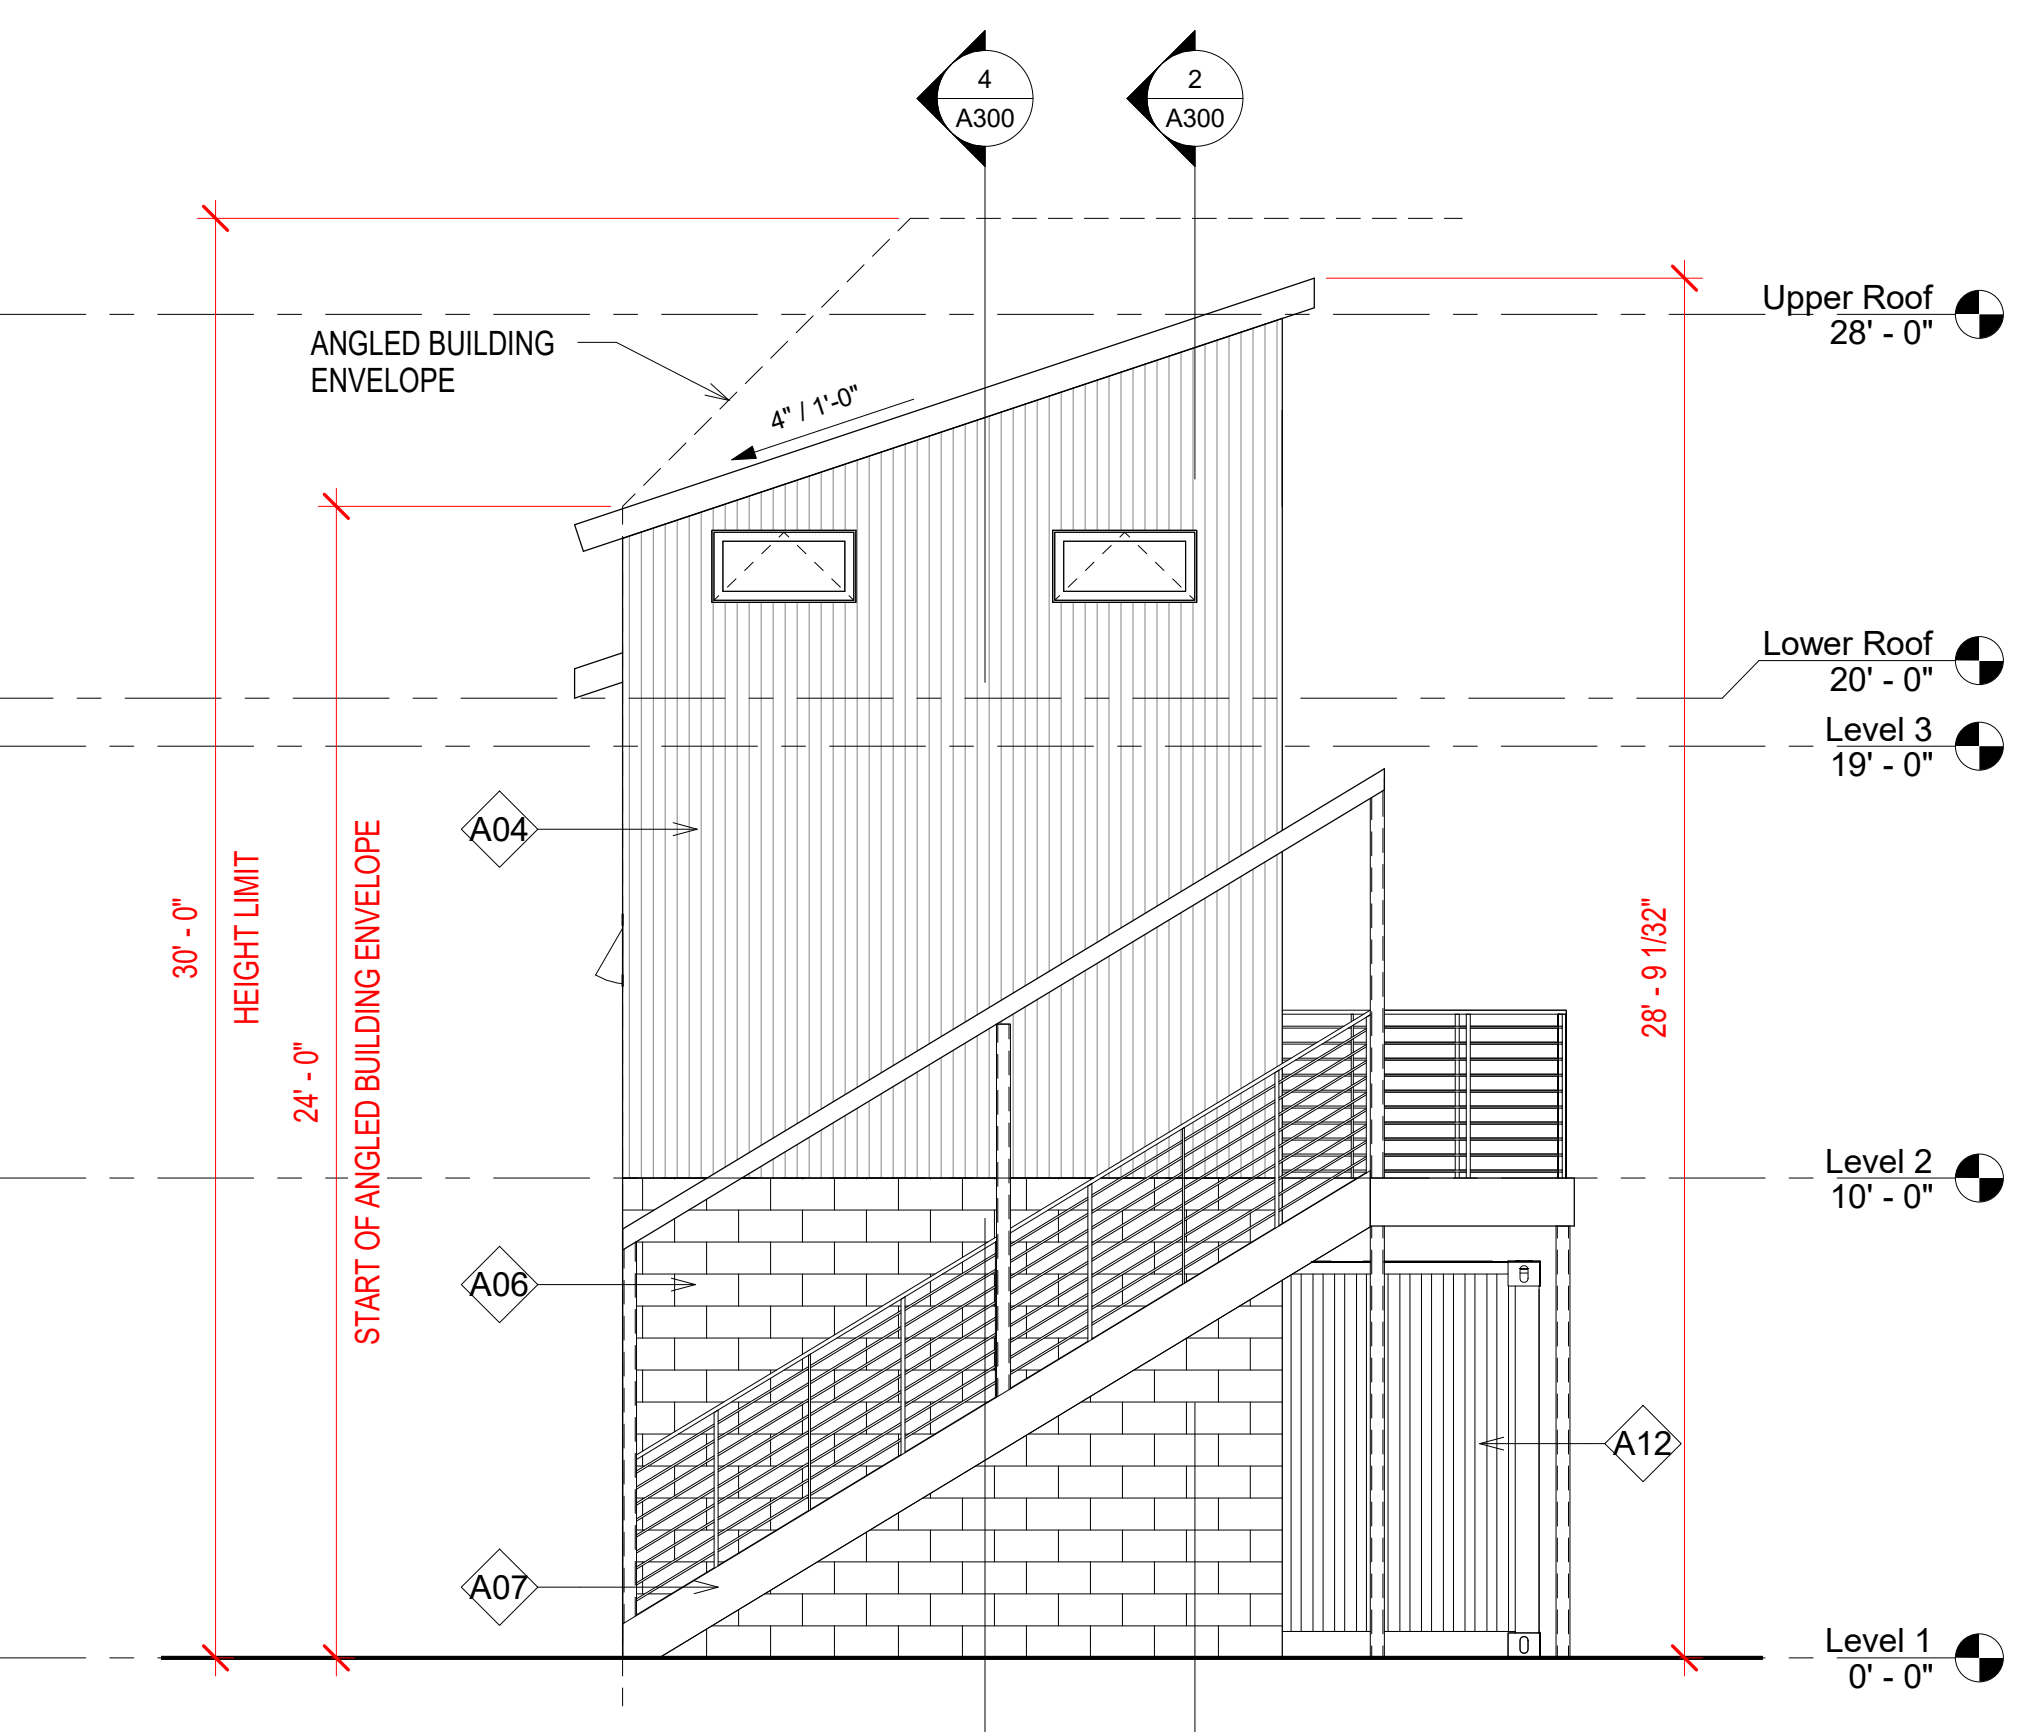 4
A300
2
A300
Upper Roof
28' - 0"
ANGLED BUILDING
ENVELOPE
4" / 1'-0"
Lower Roof
20' - 0"
Level 3
19' - 0"
A04
30' - 0"
HEIGHT LIMIT
24' - 0"
START OF ANGLED BUILDING ENVELOPE
28' - 9 1/32"
Level 2
10' - 0"
A06
A12
A07
Level 1
0' - 0"